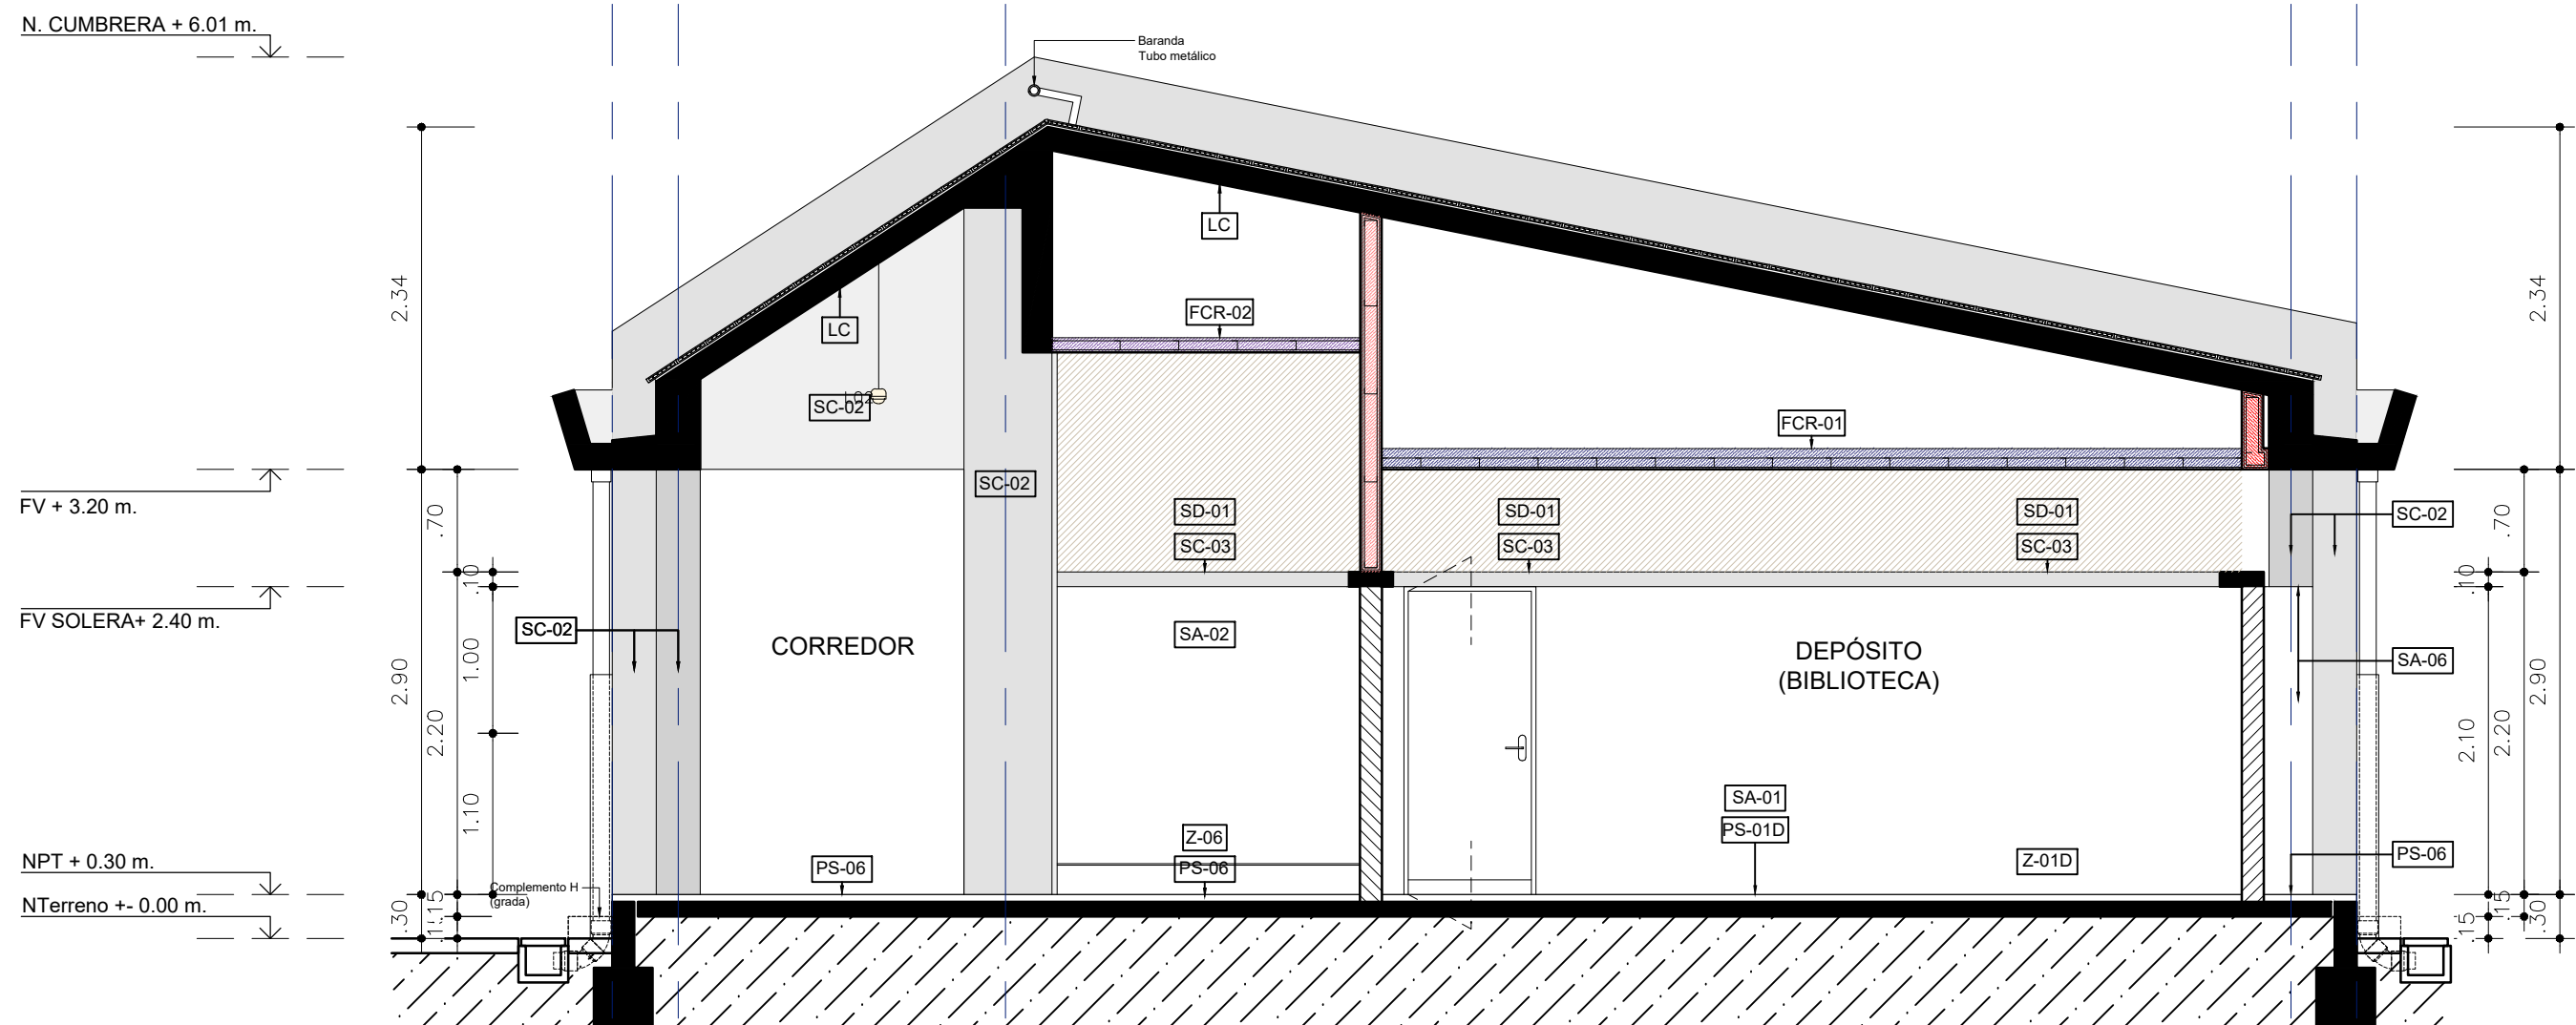 N. CUMBRERA + 6.01 m.
Baranda
Tubo metálico
LC
2.34
2.34
FCR-02
LC
SC-02
FCR-01
SC-02
FV + 3.20 m.
.70
SD-01
SD-01
SD-01
SC-02
.70
SC-03
SC-03
SC-03
.10
.10
FV SOLERA+ 2.40 m.
SC-02
SA-02
CORREDOR
DEPÓSITO
(BIBLIOTECA)
SA-06
2.90
1.00
2.90
2.20
2.10
2.20
1.10
SA-01
Z-06
PS-01D
NPT + 0.30 m.
PS-06
PS-06
Z-01D
PS-06
Complemento H
(grada)
NTerreno +- 0.00 m.
.30
.15
.15
.15
.15
.30